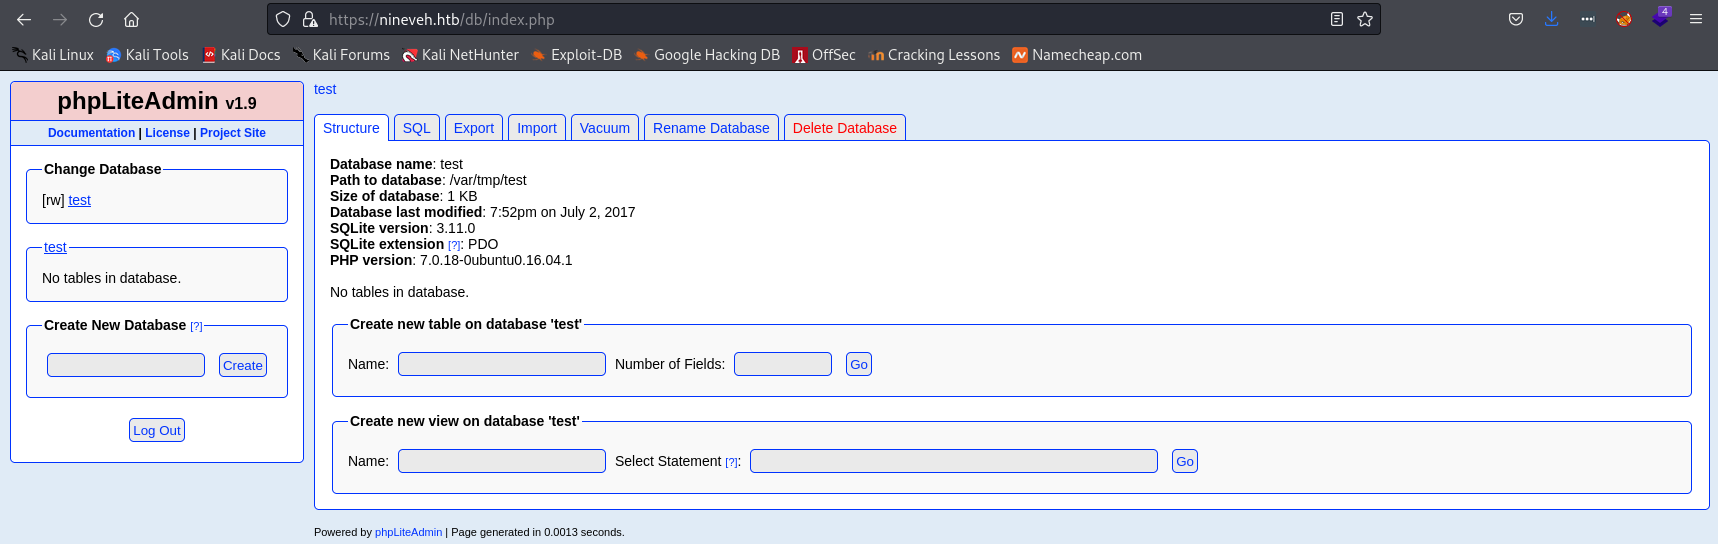 https://nineveh.htb/db/index.php
4
Kali Linux Kali Tools Kali Docs Kali Forums Kali NetHunter Exploit-DB Google Hacking DB OffSec Cracking Lessons Namecheap.com
phpLiteAdmin v1.9
Documentation | License | Project Site
Change Database
[rw] test
test
No tables in database.
Create New Database [?]
Create
Log Out
test
Structure SQL Export Import Vacuum Rename Database Delete Database
Database name: test
Path to database: /var/tmp/test
Size of database: 1 KB
Database last modified: 7:52pm on July 2, 2017
SQLite version: 3.11.0
SQLite extension [?]: PDO
PHP version: 7.0.18-0ubuntu0.16.04.1
No tables in database.
Create new table on database 'test'
Name: Number of Fields: Go
Create new view on database 'test'
Name: Select Statement [?]: Go
Powered by phpLiteAdmin | Page generated in 0.0013 seconds.